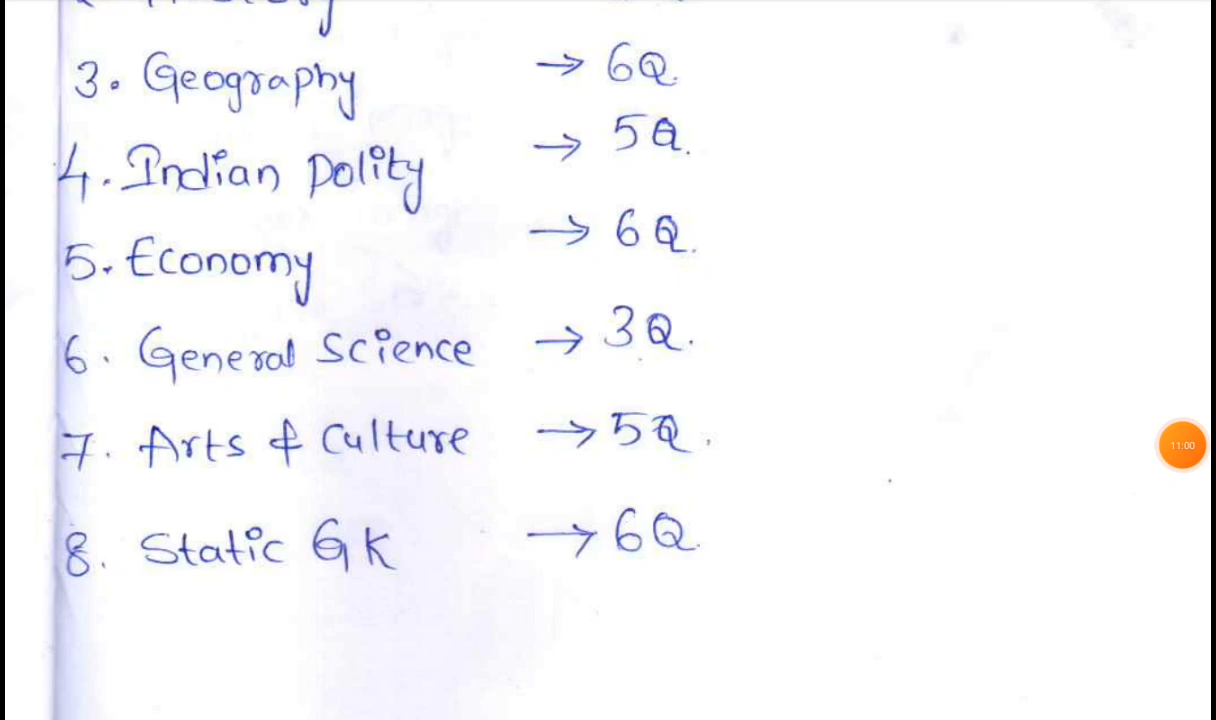 3. Geography → 6Q.
4. Indian Polity → 5Q.
5. Economy → 6Q.
6. General Science → 3Q.
7. Arts & Culture → 5Q.
8. Static GK → 6Q.
11:00